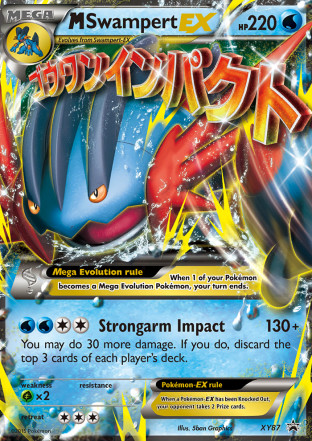 MEGA
M Swampert EX
HP220
Evolves from Swampert-EX
ゴウワンインパクト
Mega Evolution rule
When 1 of your Pokémon
becomes a Mega Evolution Pokémon, your turn ends.
Strongarm Impact 130+
You may do 30 more damage. If you do, discard
the top 3 cards of each player's deck.
weakness
×2
resistance
retreat
Pokémon-EX rule
When a Pokémon-EX has been Knocked Out,
your opponent takes 2 Prize cards.
©2015 Pokémon
Illus. 5ban Graphics
XY87
PROMO